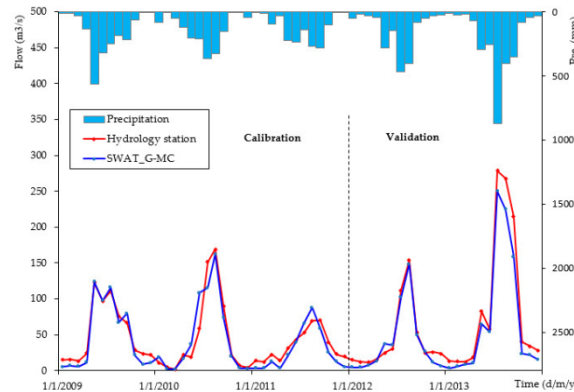 Flow (m3/s)
500
450
400
350
300
250
200
150
100
50
0
Precipitation
Hydrology station
SWAT_G-MC
Calibration
Validation
0
500
1000
1500
2000
2500
Pre. (mm)
1/1/2009
1/1/2010
1/1/2011
1/1/2012
1/1/2013
Time (d/m/y)